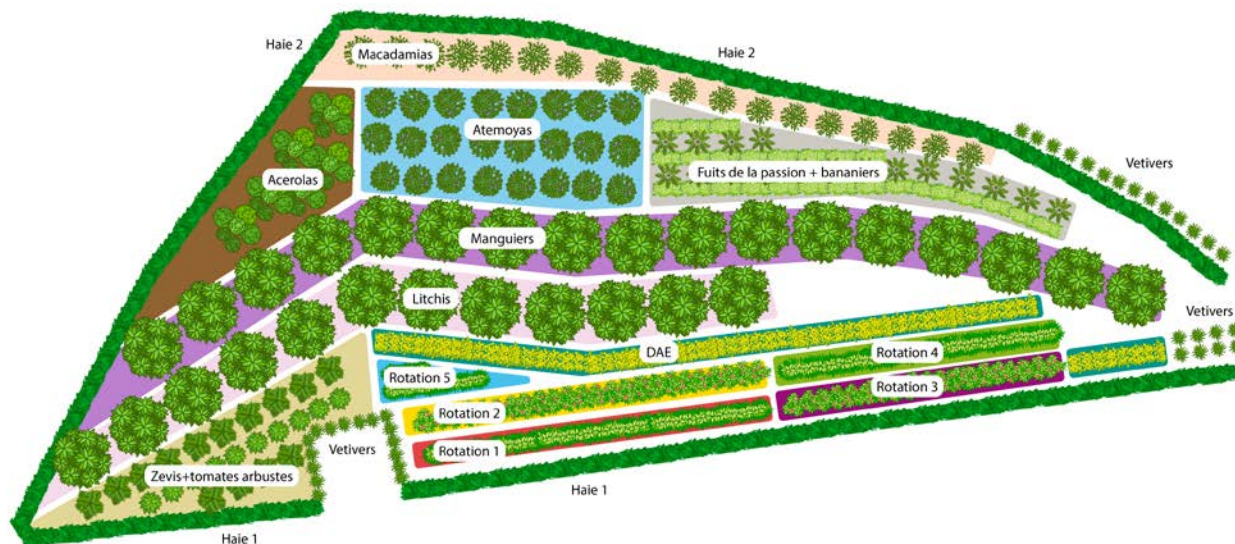 Haie 2
Macadamias
Haie 2
Atemoyas
Vetivers
Fuits de la passion + bananiers
Acerolas
Manguiers
Litchis
Vetivers
DAE
Rotation 4
Rotation 5
Rotation 3
Rotation 2
Vetivers
Rotation 1
Zevis+tomates arbustes
Haie 1
Haie 1